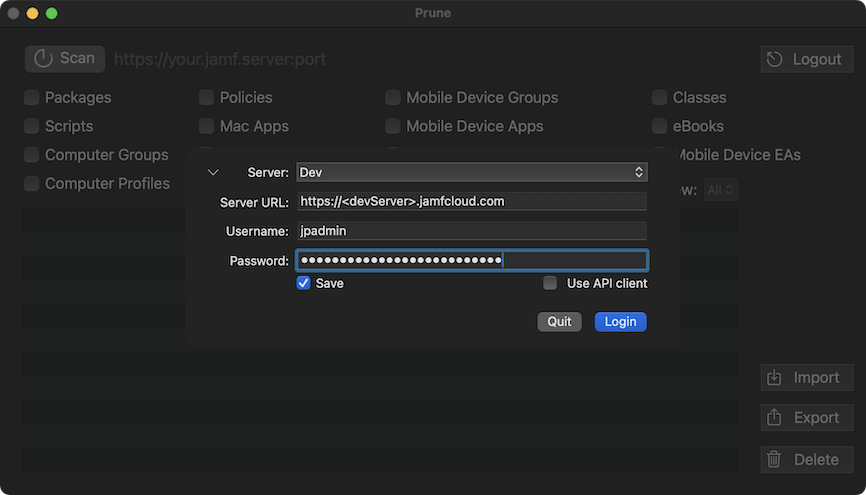 Prune
Scan https://your.jamf.server:port Logout
Packages Policies Mobile Device Groups Classes
Scripts Mac Apps Mobile Device Apps eBooks
Computer Groups Mobile Device EAs
Computer Profiles All
Server: Dev
Server URL: https://<devServer>.jamfcloud.com
Username: jpadmin
Password: ••••••••••••••••••••••••••
Save Use API client
Quit Login
Import
Export
Delete